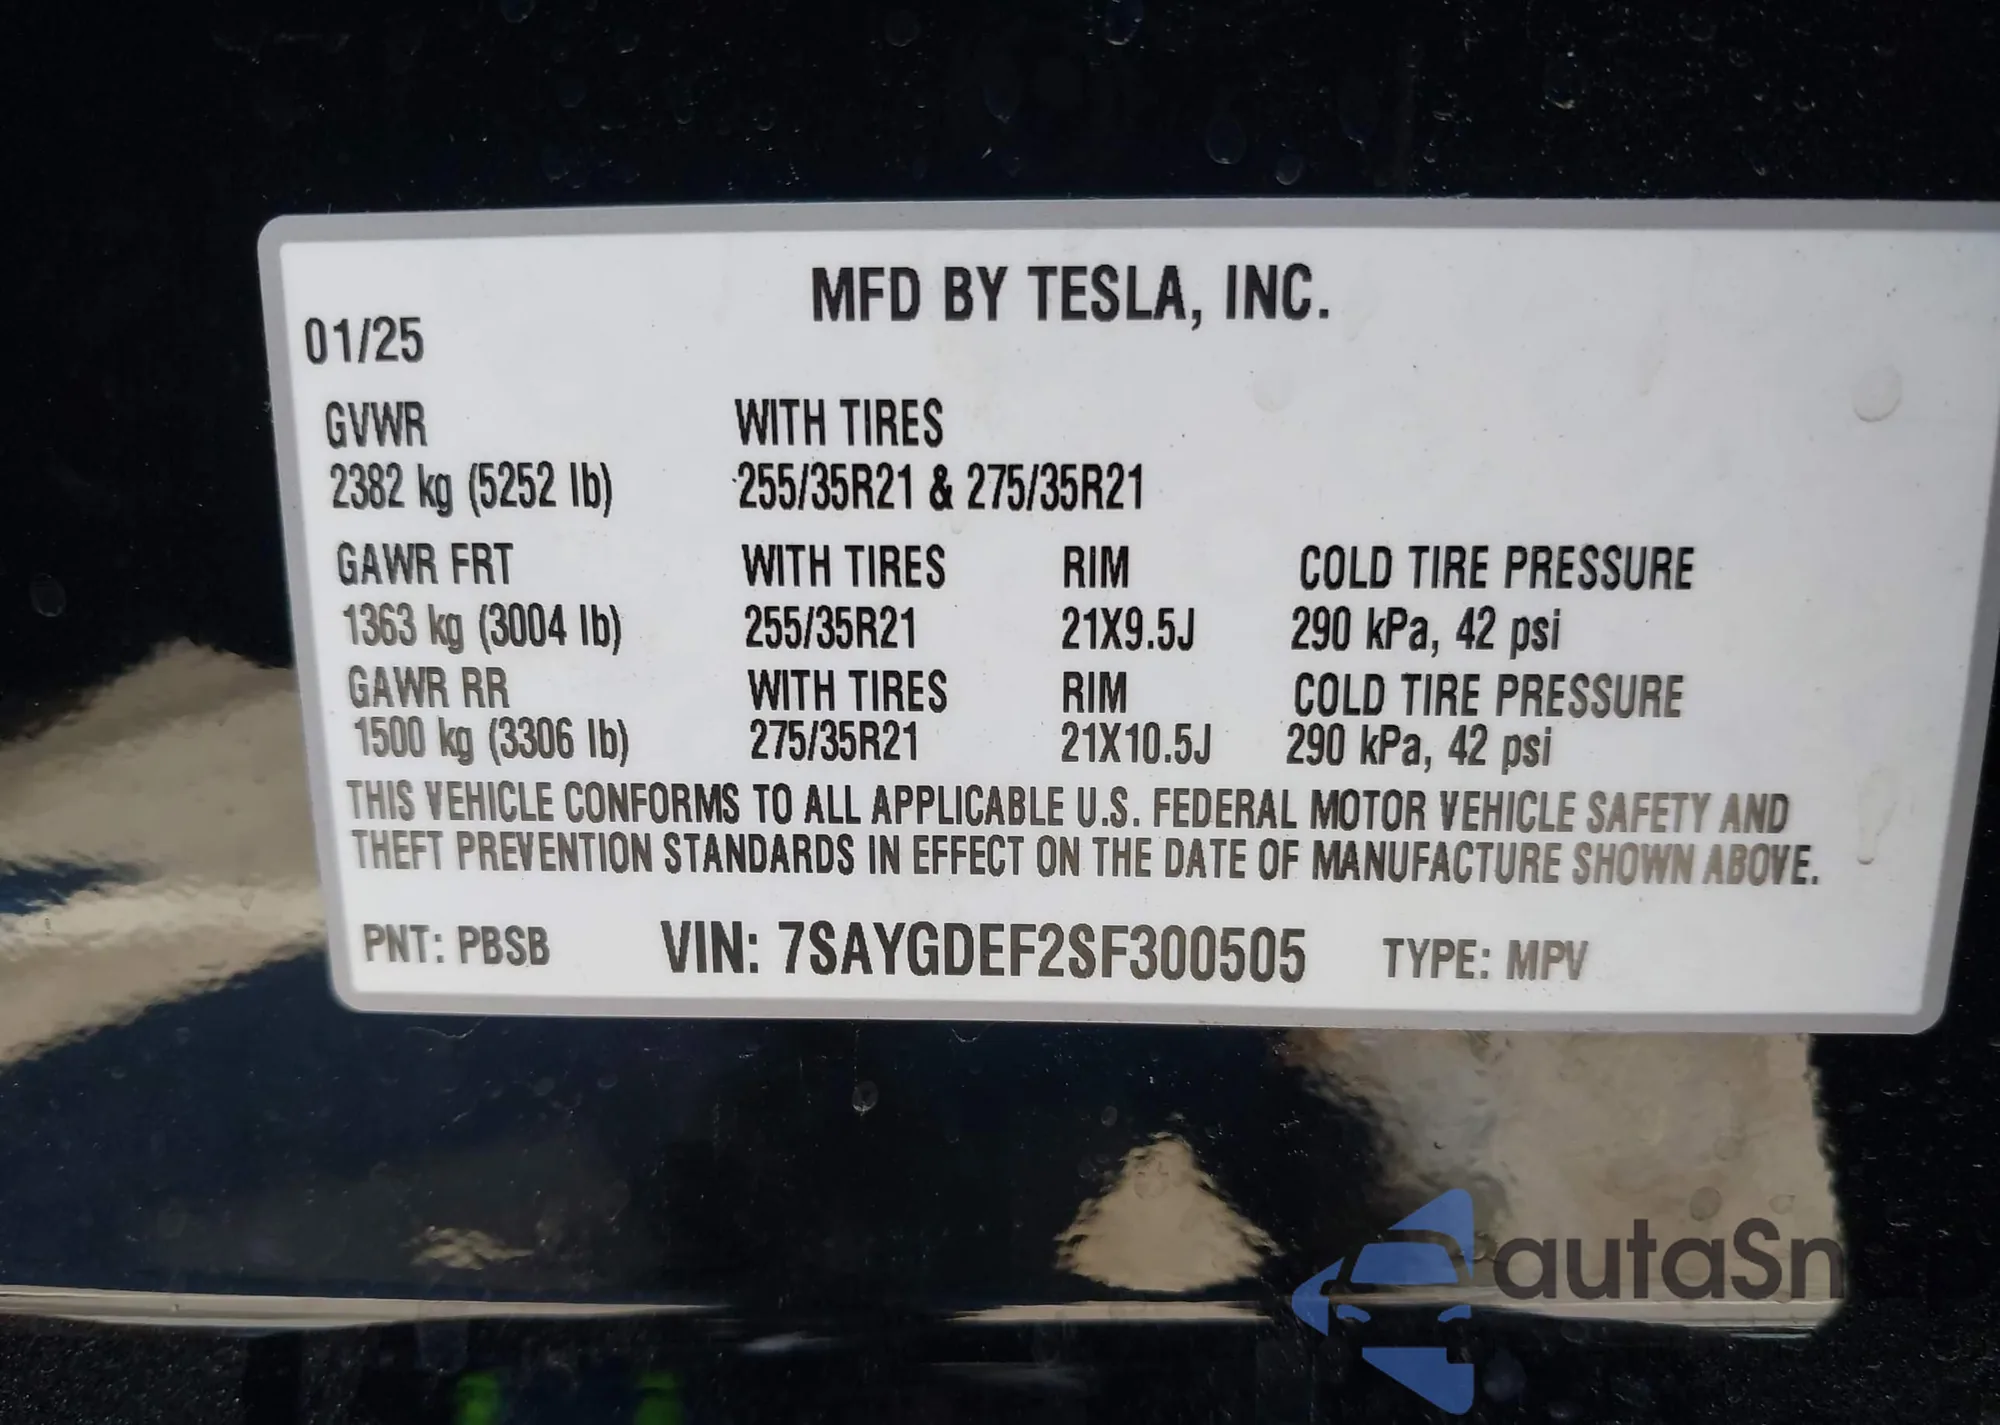 MFD BY TESLA, INC.
01/25
GVWR WITH TIRES
2382 kg (5252 lb) 255/35R21 & 275/35R21
GAWR FRT WITH TIRES RIM COLD TIRE PRESSURE
1363 kg (3004 lb) 255/35R21 21X9.5J 290 kPa, 42 psi
GAWR RR WITH TIRES RIM COLD TIRE PRESSURE
1500 kg (3306 lb) 275/35R21 21X10.5J 290 kPa, 42 psi
THIS VEHICLE CONFORMS TO ALL APPLICABLE U.S. FEDERAL MOTOR VEHICLE SAFETY AND
THEFT PREVENTION STANDARDS IN EFFECT ON THE DATE OF MANUFACTURE SHOWN ABOVE.
PNT: PBSB VIN: 7SAYGDEF2SF300505 TYPE: MPV
autaSn